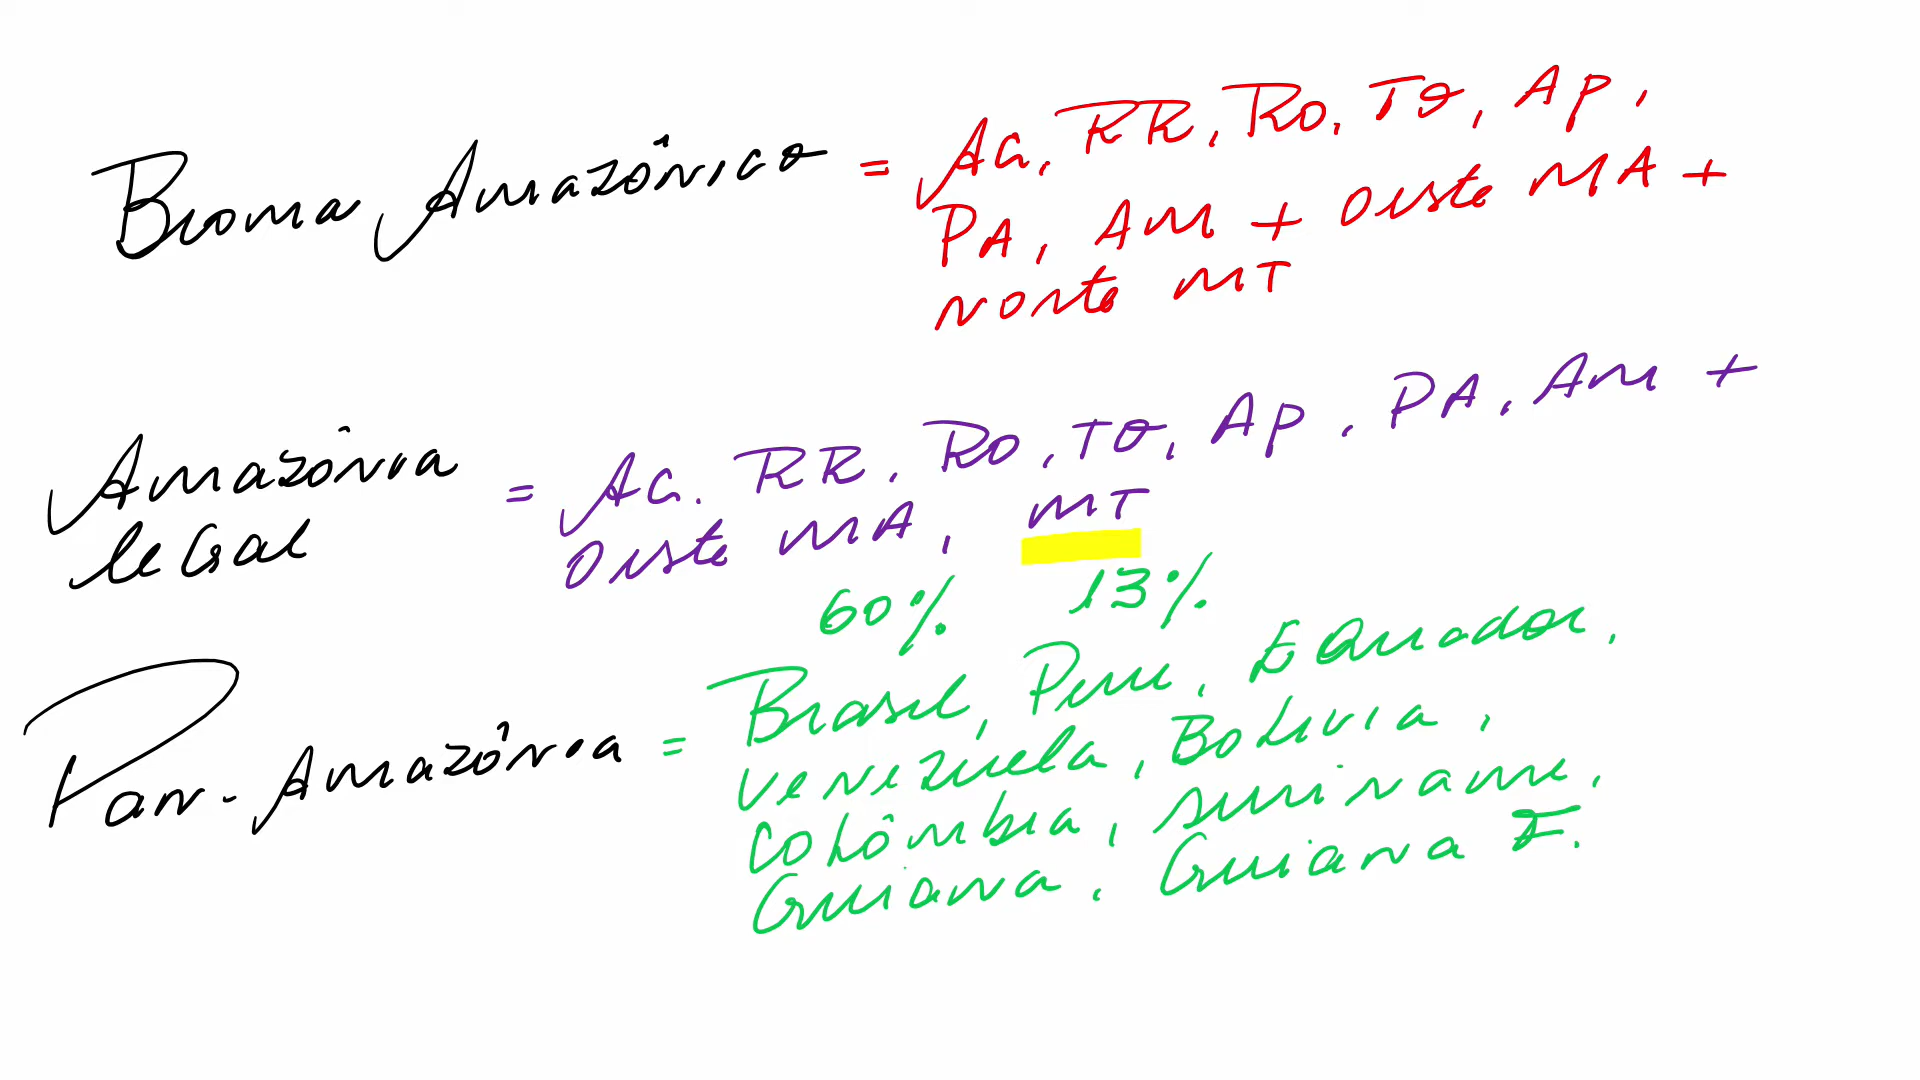 Bioma Amazônico = AC, RR, RO, TO, AP,
PA, AM + oeste MA +
norte MT
Amazônia
legal
= AC, RR, RO, TO, AP, PA, AM +
oeste MA, MT
60% 13%
Pan-Amazônia = Brasil, Peru, Equador,
Venezuela, Bolívia,
Colômbia, Suriname,
Guiana, Guiana F.